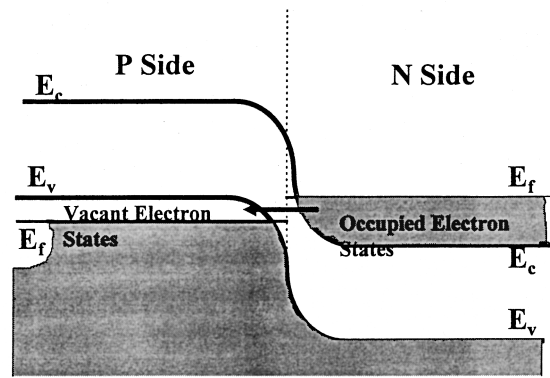 P Side
N Side
Ec
Ev
Ef
Vacant Electron
States
Occupied Electron
States
Ef
Ec
Ev